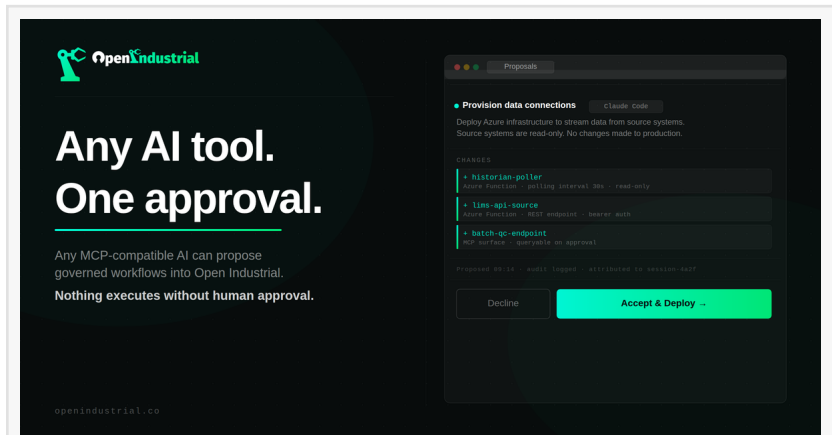 OpenIndustrial
Any AI tool.
One approval.
Any MCP-compatible AI can propose
governed workflows into Open Industrial.
Nothing executes without human approval.
openindustrial.co
Proposals
Provision data connections
Claude Code
Deploy Azure infrastructure to stream data from source systems.
Source systems are read-only. No changes made to production.
CHANGES
+ historian-poller
Azure Function · polling interval 30s · read-only
+ lims-api-source
Azure Function · REST endpoint · bearer auth
+ batch-qc-endpoint
MCP surface · queryable on approval
Proposed 09:14 · audit logged · attributed to
Decline
Accept & Deploy →